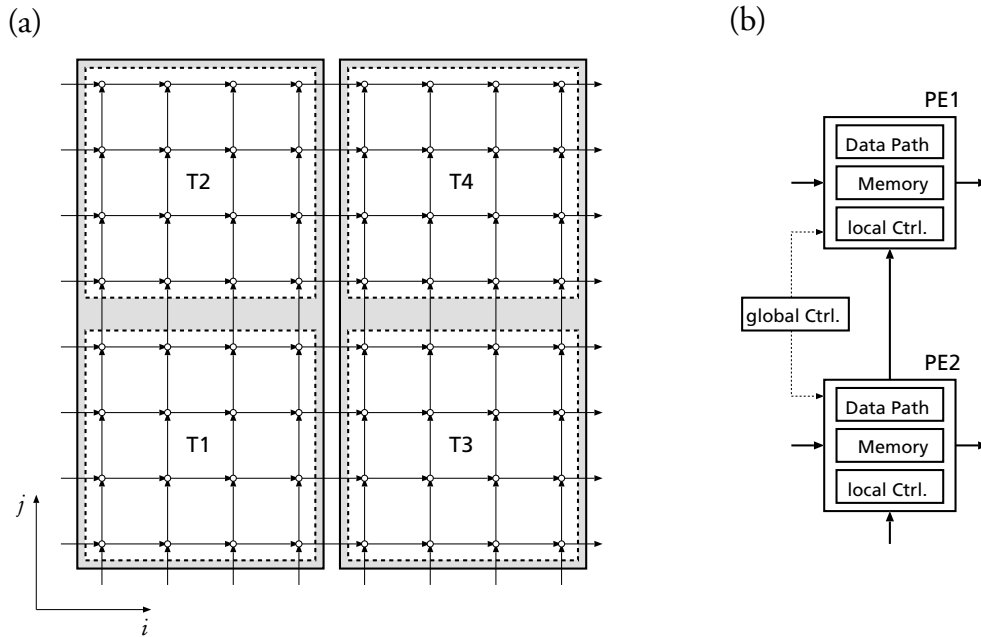 (a)
T2
T4
T1
T3
j
i
(b)
PE1
Data Path
Memory
local Ctrl.
global Ctrl.
PE2
Data Path
Memory
local Ctrl.